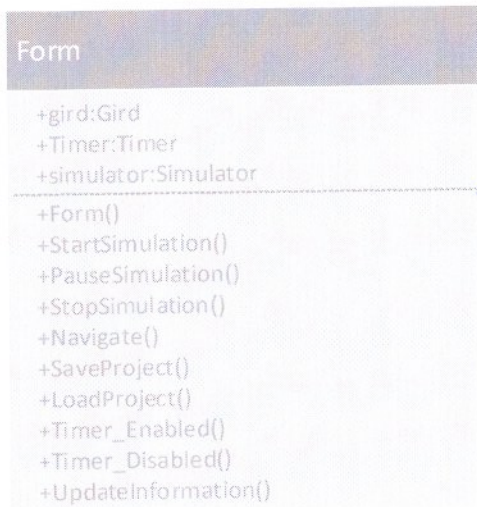 Form
+gird:Gird
+Timer:Timer
+simulator:Simulator
+Form()
+StartSimulation()
+PauseSimulation()
+StopSimulation()
+Navigate()
+SaveProject()
+LoadProject()
+Timer_Enabled()
+Timer_Disabled()
+UpdateInformation()